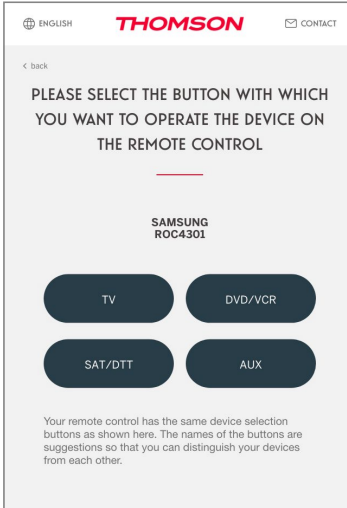 ENGLISH THOMSON CONTACT
< back
PLEASE SELECT THE BUTTON WITH WHICH
YOU WANT TO OPERATE THE DEVICE ON
THE REMOTE CONTROL
SAMSUNG
ROC4301
TV DVD/VCR
SAT/DTT AUX
Your remote control has the same device selection
buttons as shown here. The names of the buttons are
suggestions so that you can distinguish your devices
from each other.